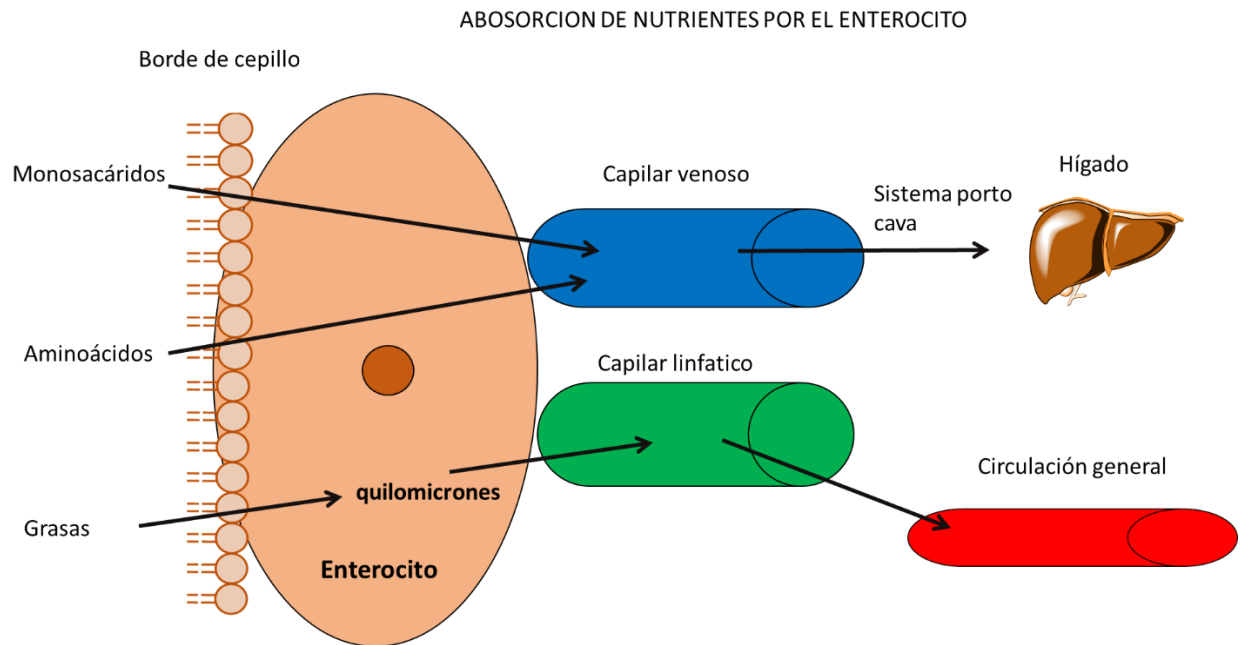 ABOSORCION DE NUTRIENTES POR EL ENTEROCITO
Borde de cepillo
Monosacáridos
Capilar venoso
Sistema porto
cava
Hígado
Aminoácidos
Capilar linfatico
Circulación general
quilomicrones
Grasas
Enterocito